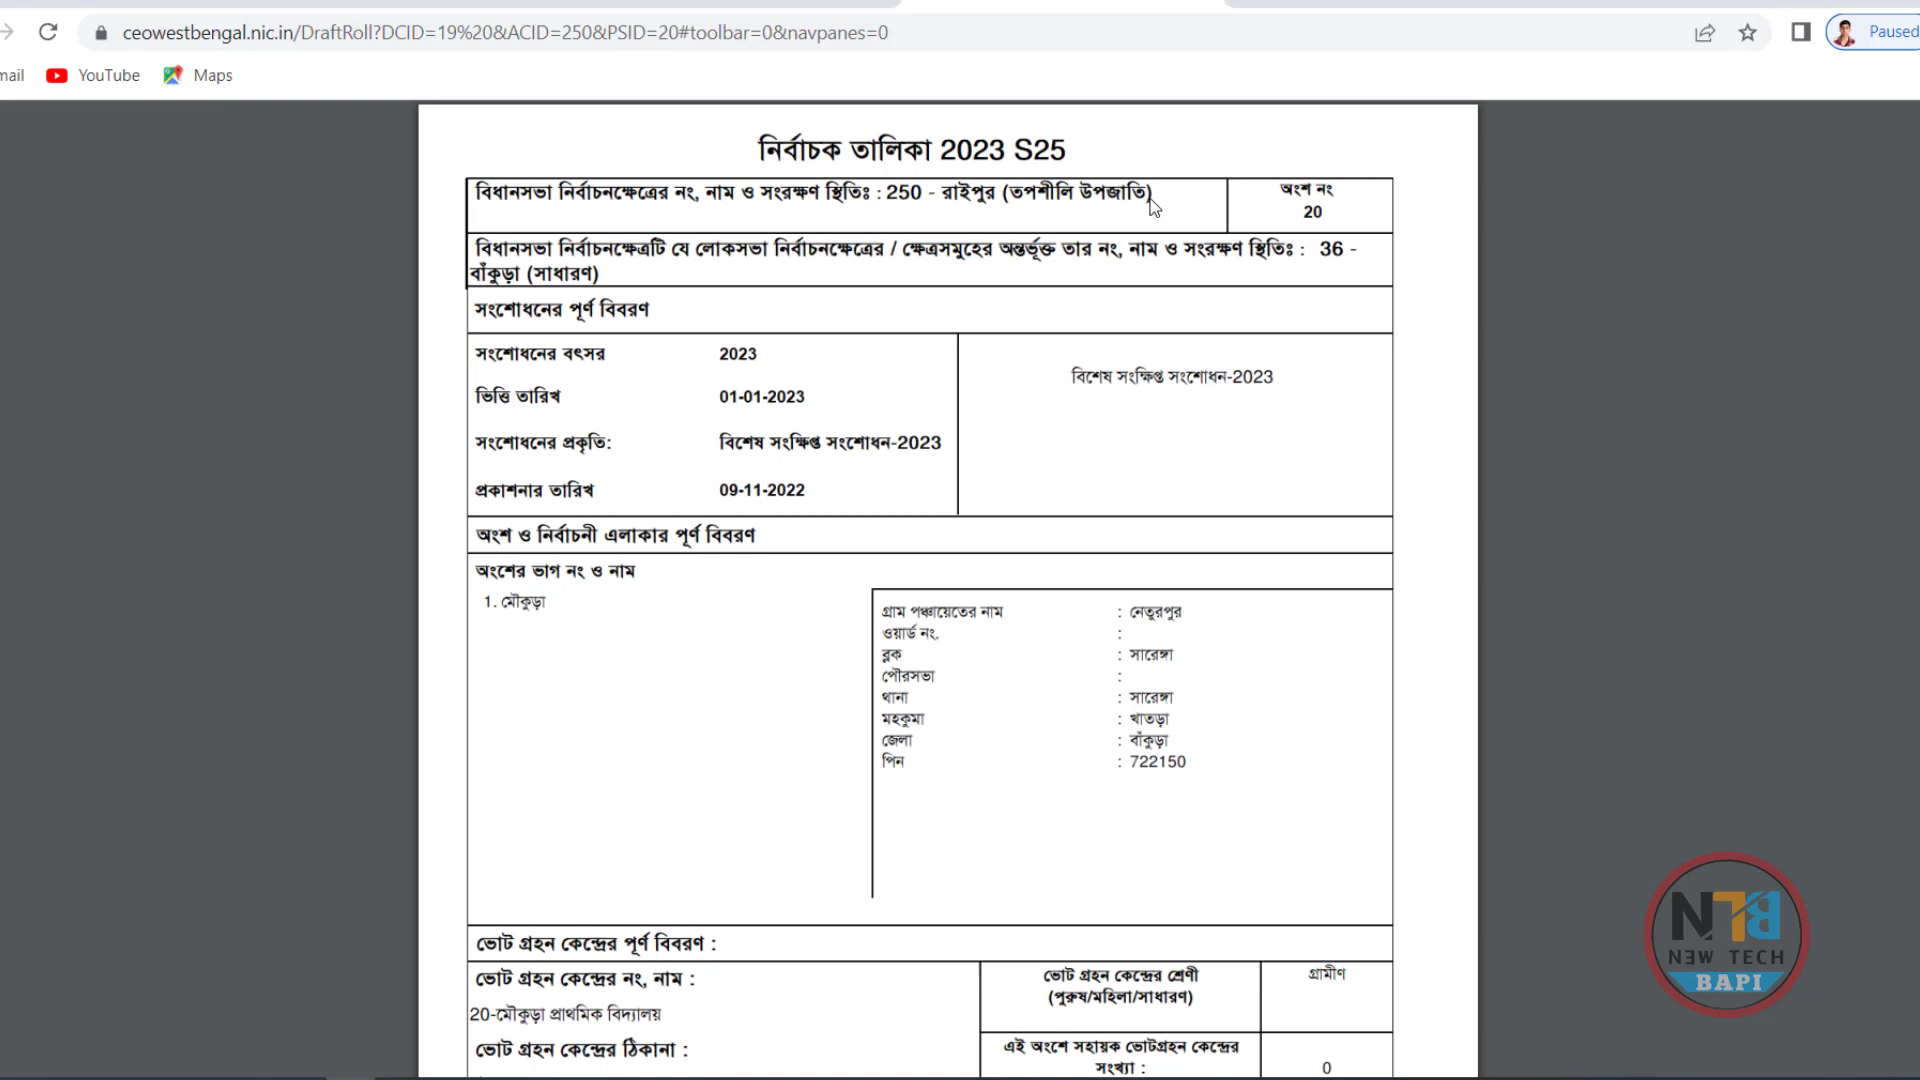 ceowestbengal.nic.in/DraftRoll?DCID=19%20&ACID=250&PSID=20#toolbar=0&navpanes=0
Paused
mail YouTube Maps
নির্বাচক তালিকা 2023 S25
বিধানসভা নির্বাচনক্ষেত্রের নং, নাম ও সংরক্ষণ স্থিতিঃ : 250 - রাইপুর (তপশীলি উপজাতি)
অংশ নং
20
বিধানসভা নির্বাচনক্ষেত্রটি যে লোকসভা নির্বাচনক্ষেত্রের / ক্ষেত্রসমুহের অন্তর্ভূক্ত তার নং, নাম ও সংরক্ষণ স্থিতিঃ : 36 -
বাঁকুড়া (সাধারণ)
সংশোধনের পূর্ণ বিবরণ
সংশোধনের বৎসর 2023
ভিত্তি তারিখ 01-01-2023
সংশোধনের প্রকৃতি: বিশেষ সংক্ষিপ্ত সংশোধন-2023
প্রকাশনার তারিখ 09-11-2022
বিশেষ সংক্ষিপ্ত সংশোধন-2023
অংশ ও নির্বাচনী এলাকার পূর্ণ বিবরণ
অংশের ভাগ নং ও নাম
1. মৌকুড়া
গ্রাম পঞ্চায়েতের নাম : নেতুরপুর
ওয়ার্ড নং. :
ব্লক : সারেঙ্গা
পৌরসভা :
থানা : সারেঙ্গা
মহকুমা : খাতড়া
জেলা : বাঁকুড়া
পিন : 722150
ভোট গ্রহন কেন্দ্রের পূর্ণ বিবরণ :
ভোট গ্রহন কেন্দ্রের নং, নাম :
20-মৌকুড়া প্রাথমিক বিদ্যালয়
ভোট গ্রহন কেন্দ্রের ঠিকানা :
ভোট গ্রহন কেন্দ্রের শ্রেণী
(পুরুষ/মহিলা/সাধারণ)
গ্রামীণ
এই অংশে সহায়ক ভোটগ্রহন কেন্দ্রের
সংখ্যা :
0
NTB
NEW TECH
BAPI